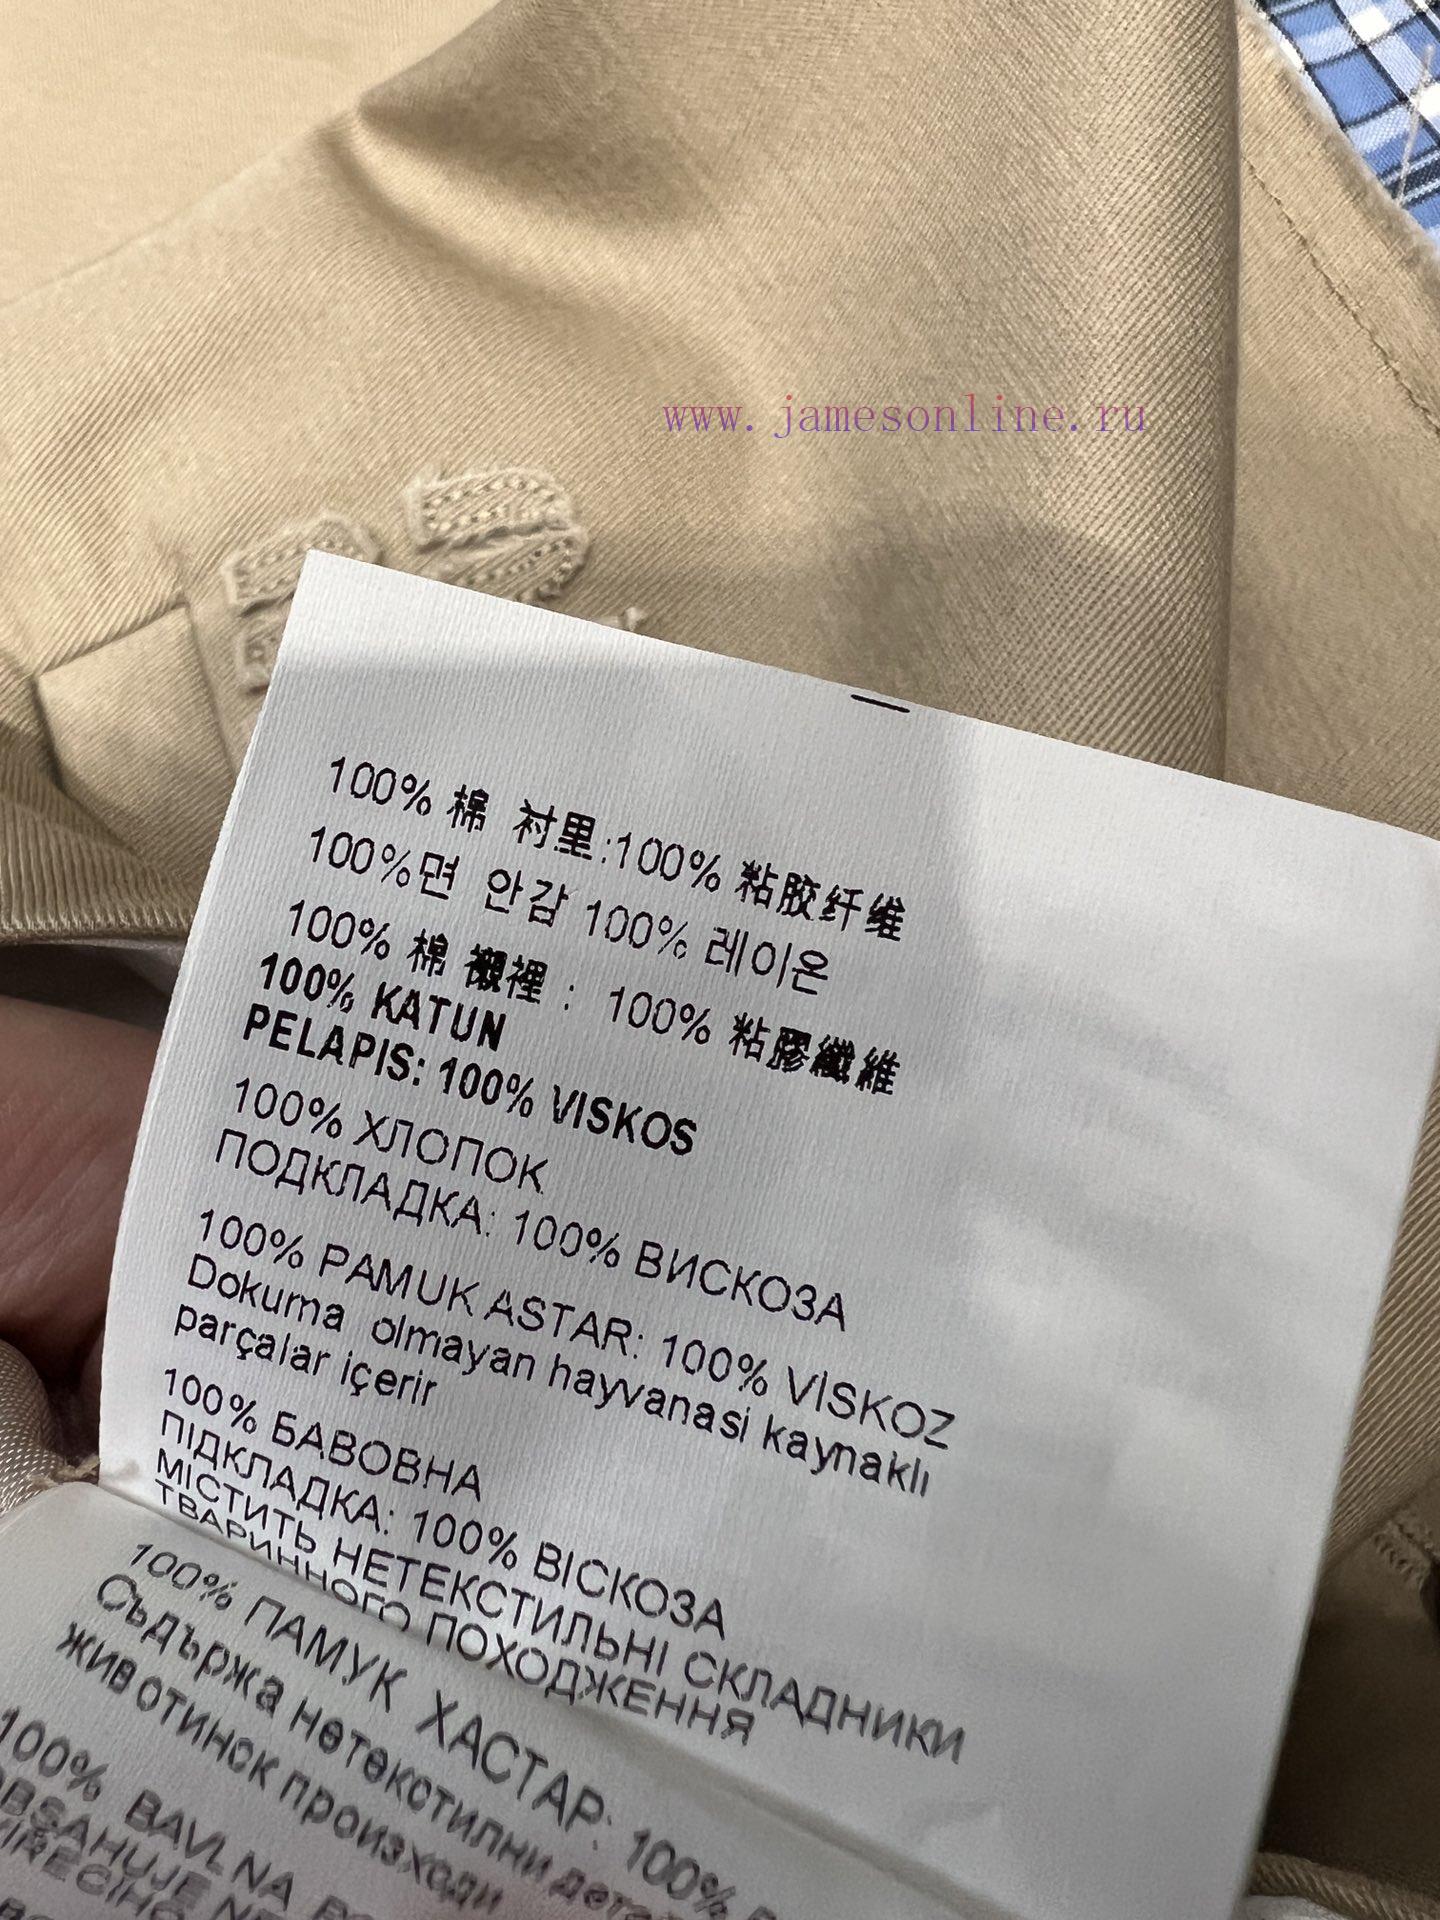 www.jamesonline.ru
100% 棉 衬里:100% 粘胶纤维
100%면 안감 100% 레이온
100% 棉 襯裡: 100% 粘膠纖維
100% KATUN
PELAPIS: 100% VISKOS
100% ХЛОПОК
ПОДКЛАДКА: 100% ВИСКОЗА
100% PAMUK ASTAR: 100% VİSKOZ
Dokuma olmayan hayvanasi kaynaklı
parçalar içerir
100% БАВОВНА
ПІДКЛАДКА: 100% ВІСКОЗА
МІСТИТЬ НЕТЕКСТИЛЬНІ СКЛАДНИКИ
ТВАРИННОГО ПОХОДЖЕННЯ
100% ПАМУК ХАСТАР: 100%
Съдържа нетекстилни
животинск произходи
100% BAVLNA
OBSAHUJE